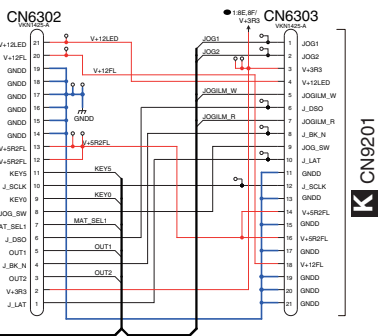 CN6302
VKN1425-A
1:8E,8F/
V+3R3
CN6303
VKN1425-A
V+12LED 21
V+12FL 20
GNDD 19
GNDD 18
GNDD 17
GNDD 16
GNDD 15
GNDD 14
V+5R2FL 13
V+5R2FL 12
KEY5 11
J_SCLK 10
KEY0 9
JOG_SW 8
MAT_SEL1 7
J_DSO 6
OUT1 5
J_BK_N 4
OUT2 3
V+3R3 2
J_LAT 1
V+12LED
V+12FL
GNDD
V+5R2FL
KEY5
KEY0
MAT_SEL1
OUT1
OUT2
JOG1
JOG2
JOGILM_W
JOGILM_R
1 JOG1
2 JOG2
3 V+3R3
4 V+12LED
5 JOGILM_W
6 J_DSO
7 JOGILM_R
8 J_BK_N
9 JOG_SW
10 J_LAT
11 GNDD
12 J_SCLK
13 GNDD
14 V+5R2FL
15 GNDD
16 V+5R2FL
17 GNDD
18 V+12FL
19 GNDD
20 GNDD
21 GNDD
K CN9201